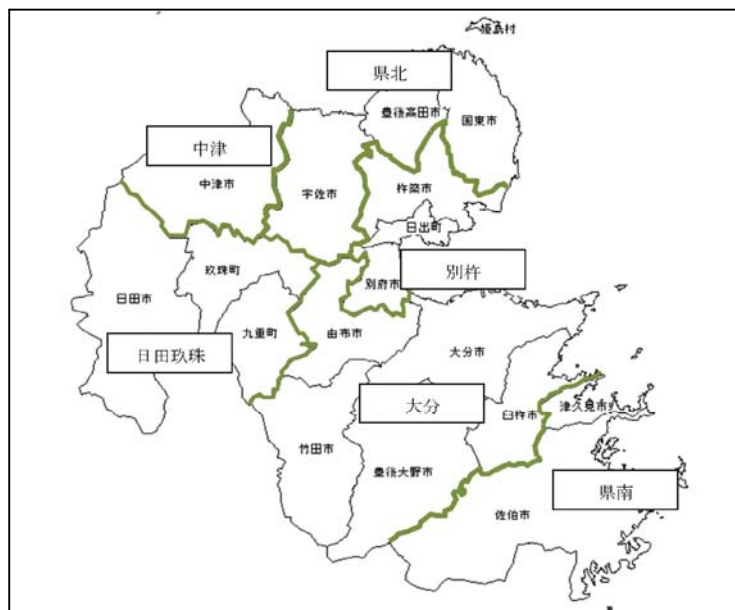 姫島村
県北
豊後高田市
国東市
中津
中津市
宇佐市
杵築市
日出町
玖珠町
別府市
別杵
日田市
九重町
由布市
日田玖珠
大分市
大分
臼杵市
津久見市
竹田市
豊後大野市
県南
佐伯市